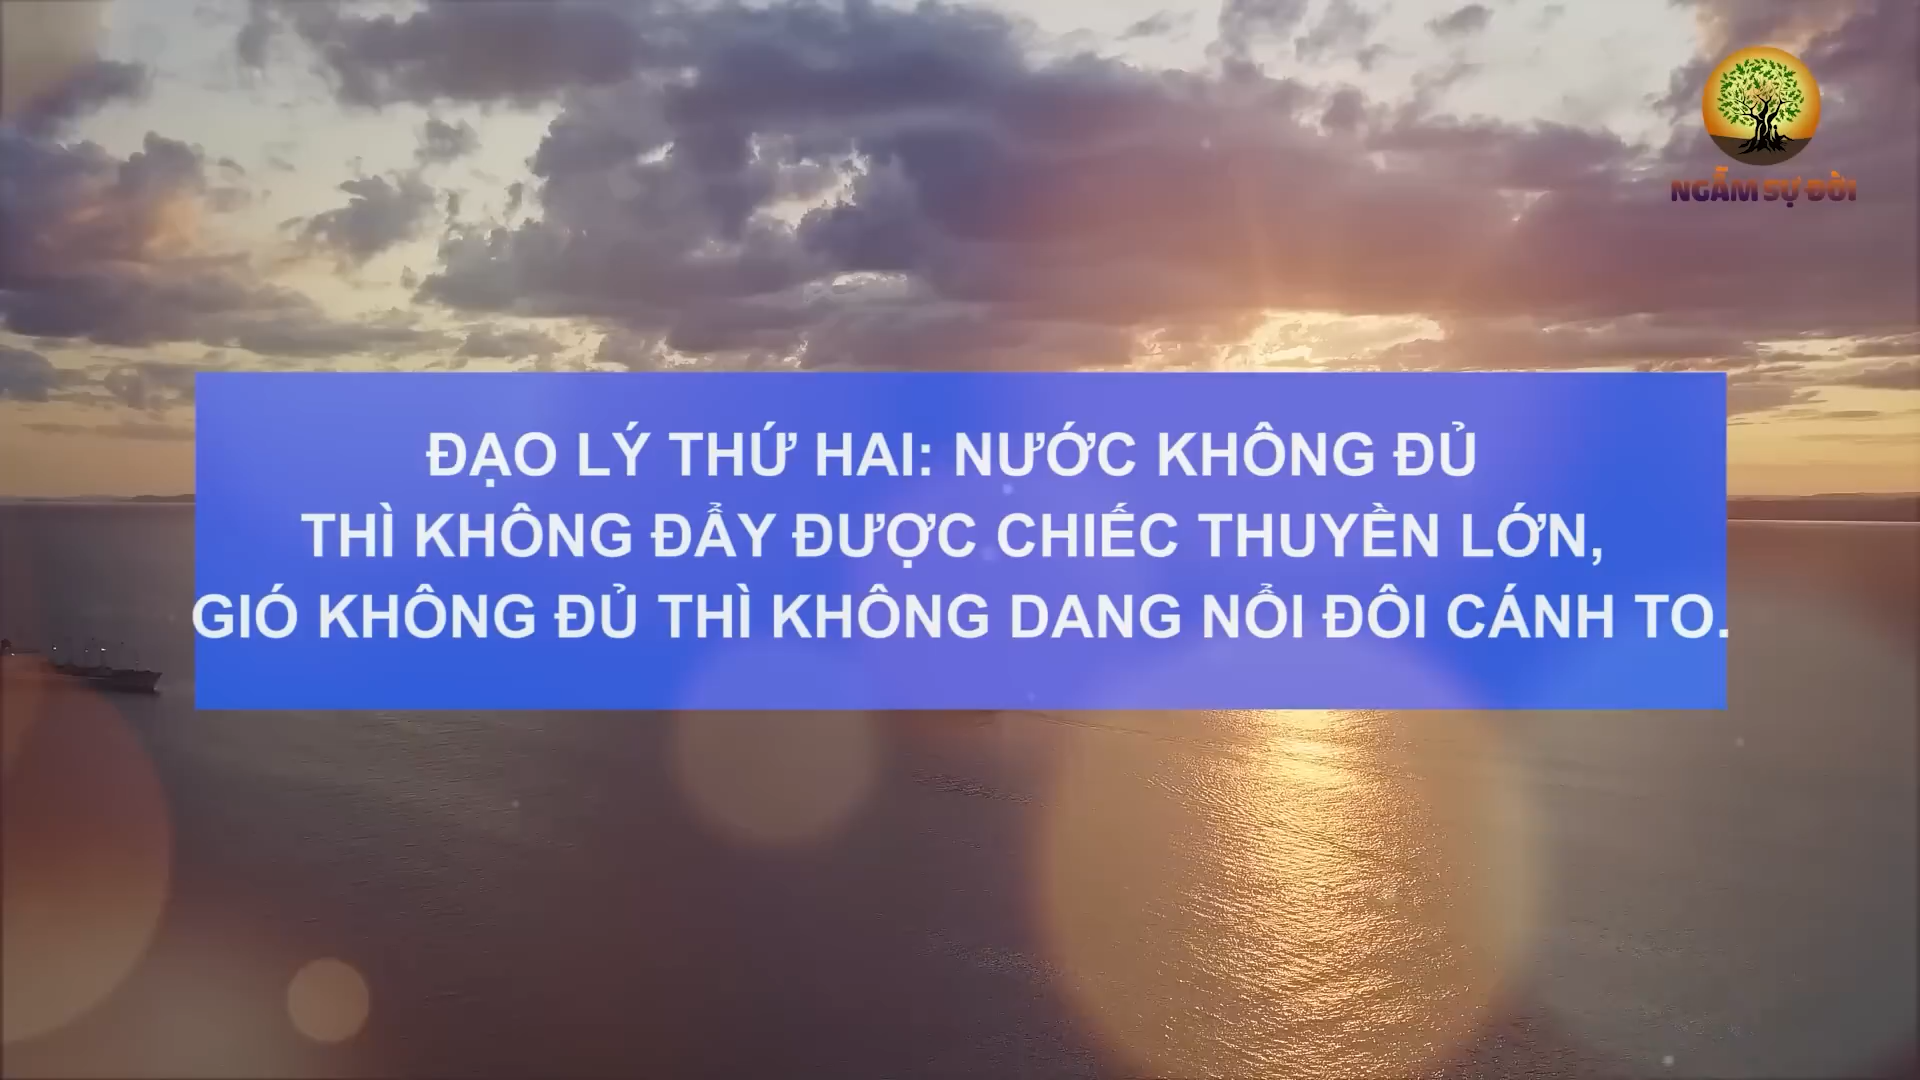 NGẪM SỰ ĐỜI
ĐẠO LÝ THỨ HAI: NƯỚC KHÔNG ĐỦ
THÌ KHÔNG ĐẨY ĐƯỢC CHIẾC THUYỀN LỚN,
GIÓ KHÔNG ĐỦ THÌ KHÔNG DANG NỔI ĐÔI CÁNH TO.